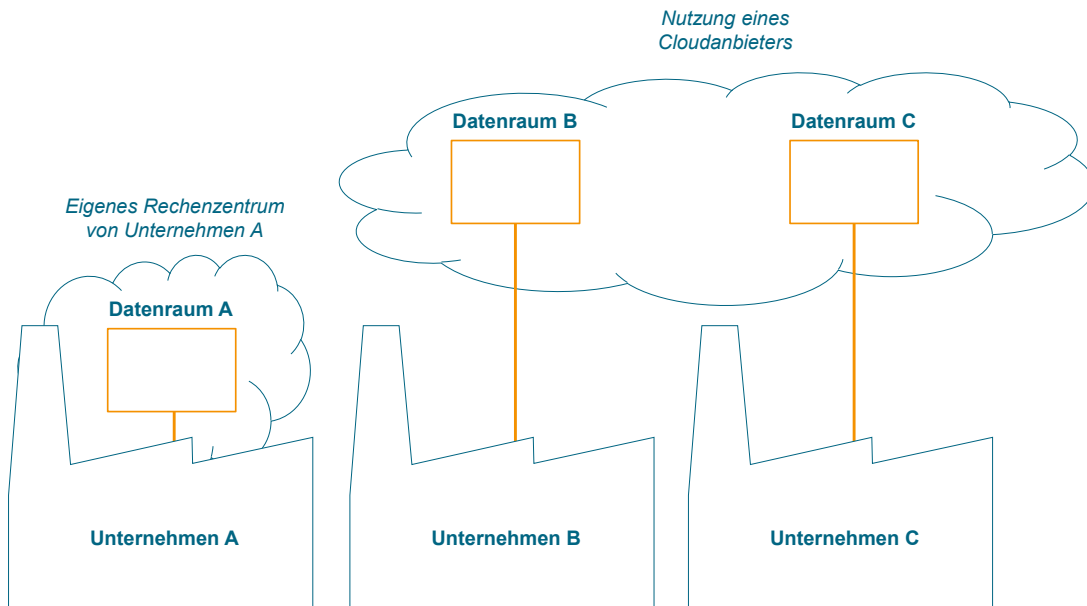 Nutzung eines
Cloudanbieters
Datenraum B
Datenraum C
Eigenes Rechenzentrum
von Unternehmen A
Datenraum A
Unternehmen A
Unternehmen B
Unternehmen C